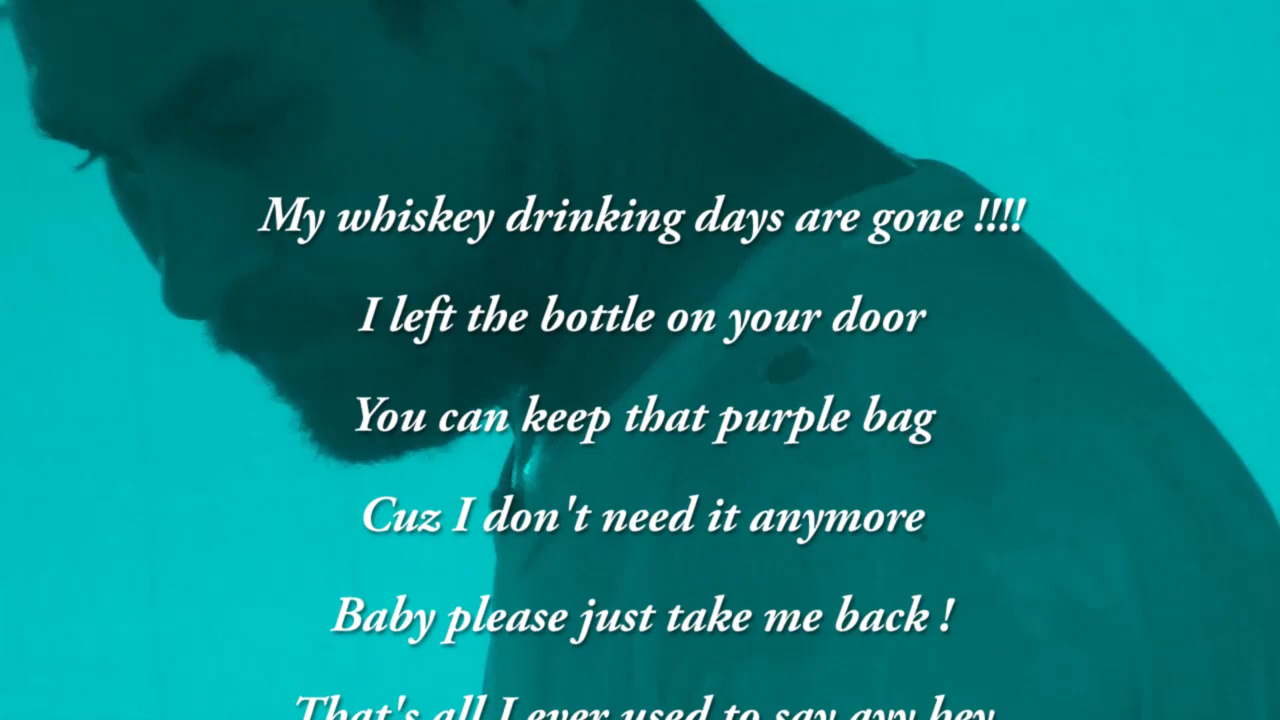 My whiskey drinking days are gone !!!!
I left the bottle on your door
You can keep that purple bag
Cuz I don't need it anymore
Baby please just take me back !
That's all I ever used to say ayy hey